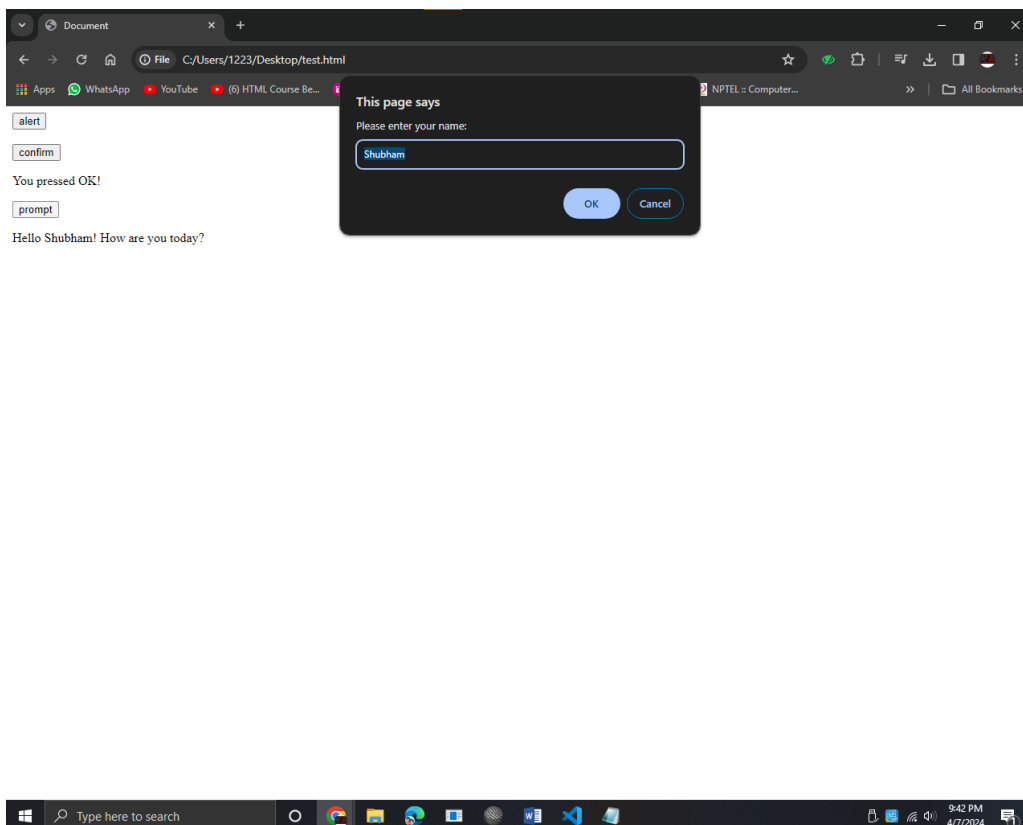 Document
File C:/Users/1223/Desktop/test.html
Apps WhatsApp YouTube (6) HTML Course Be... NPTEL :: Computer... » All Bookmarks
This page says
Please enter your name:
Shubham
OK Cancel
alert
confirm
You pressed OK!
prompt
Hello Shubham! How are you today?
Type here to search
9:42 PM
4/7/2024
1